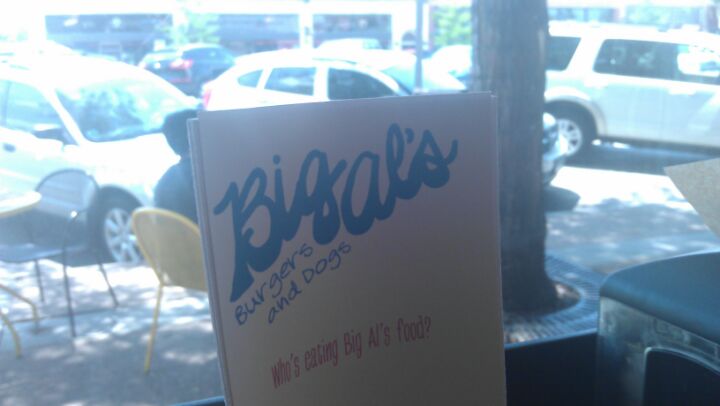 Big Al's
Burgers
and Dogs
Who's eating Big Al's food?